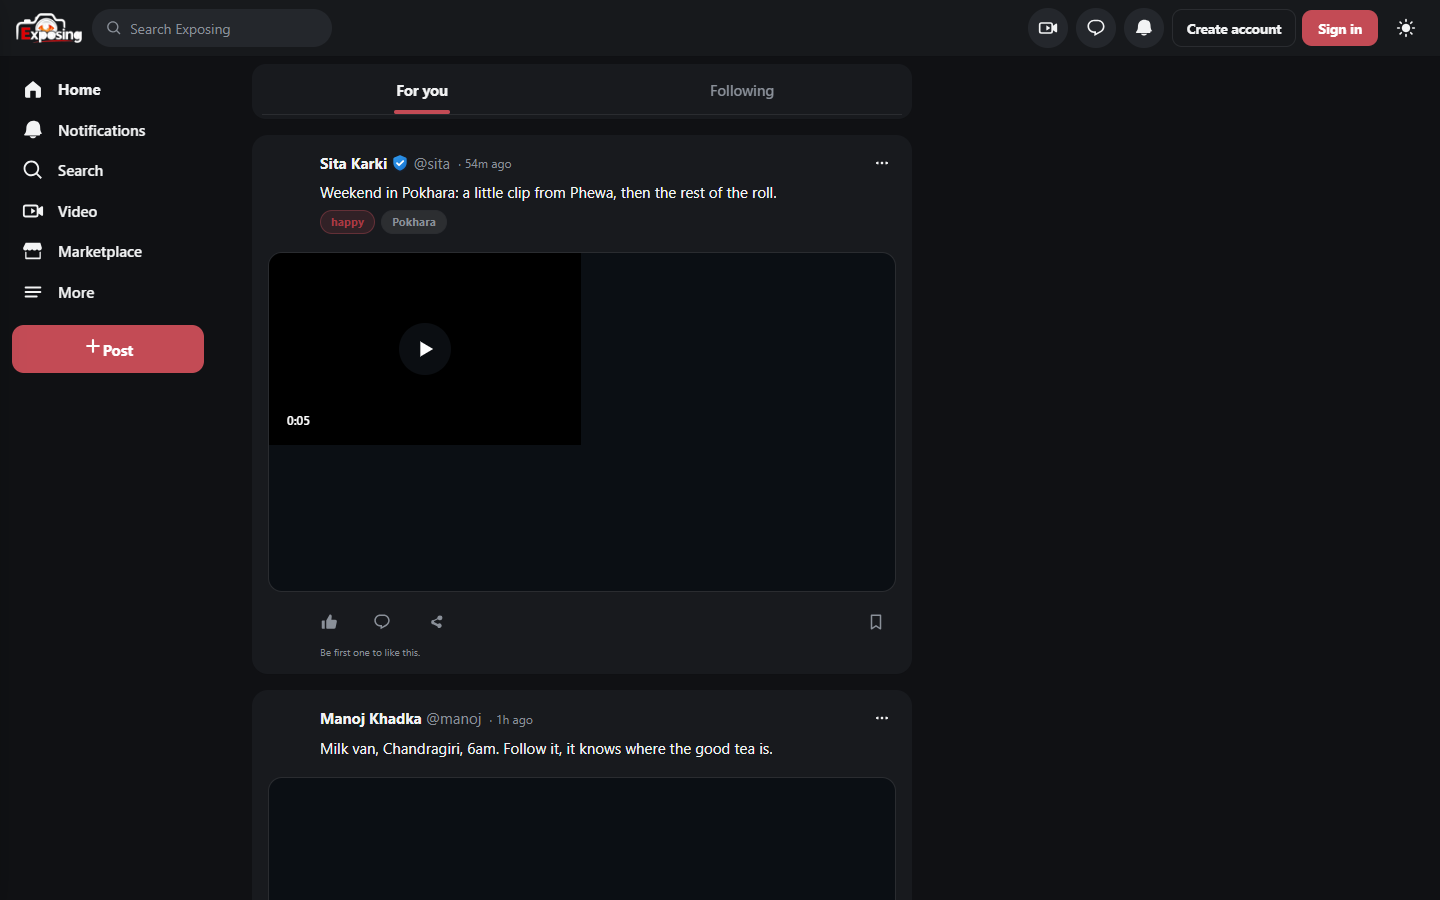 Exposing
Search Exposing
Create account
Sign in
Home
Notifications
Search
Video
Marketplace
More
+ Post
For you
Following
Sita Karki @sita · 54m ago
Weekend in Pokhara: a little clip from Phewa, then the rest of the roll.
happy Pokhara
0:05
Be first one to like this.
Manoj Khadka @manoj · 1h ago
Milk van, Chandragiri, 6am. Follow it, it knows where the good tea is.